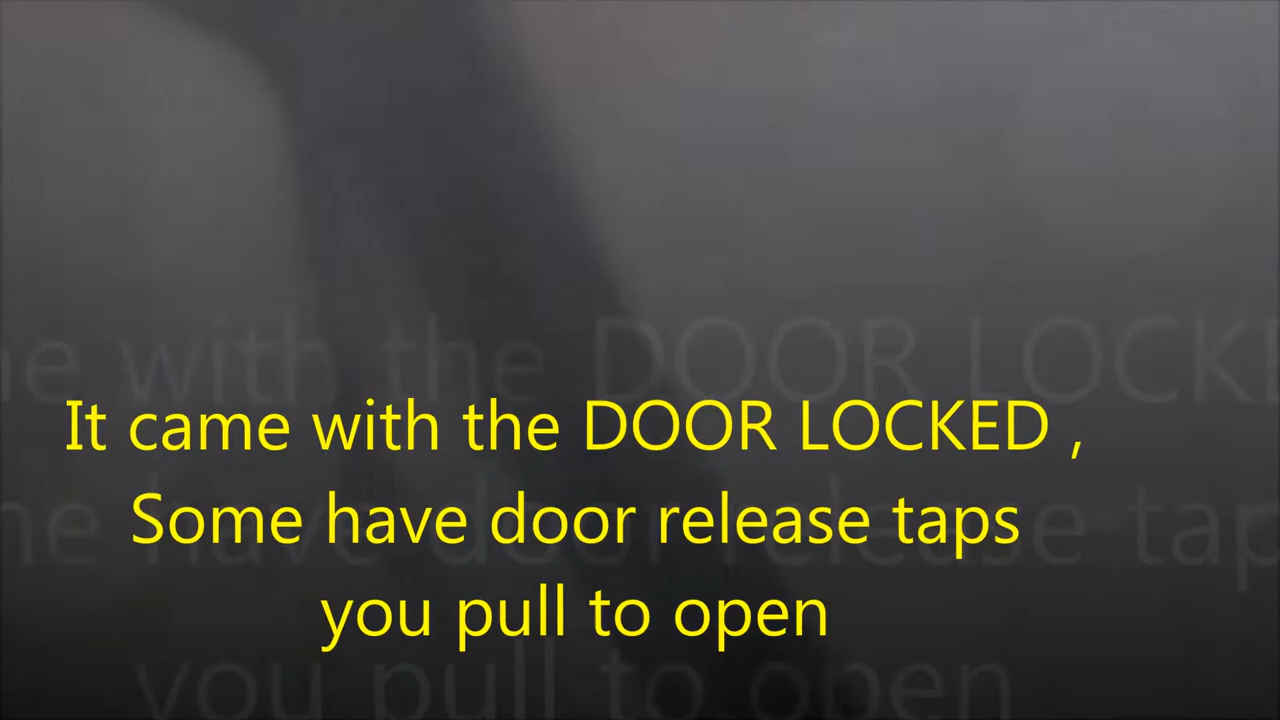 It came with the DOOR LOCKED ,
Some have door release taps
you pull to open